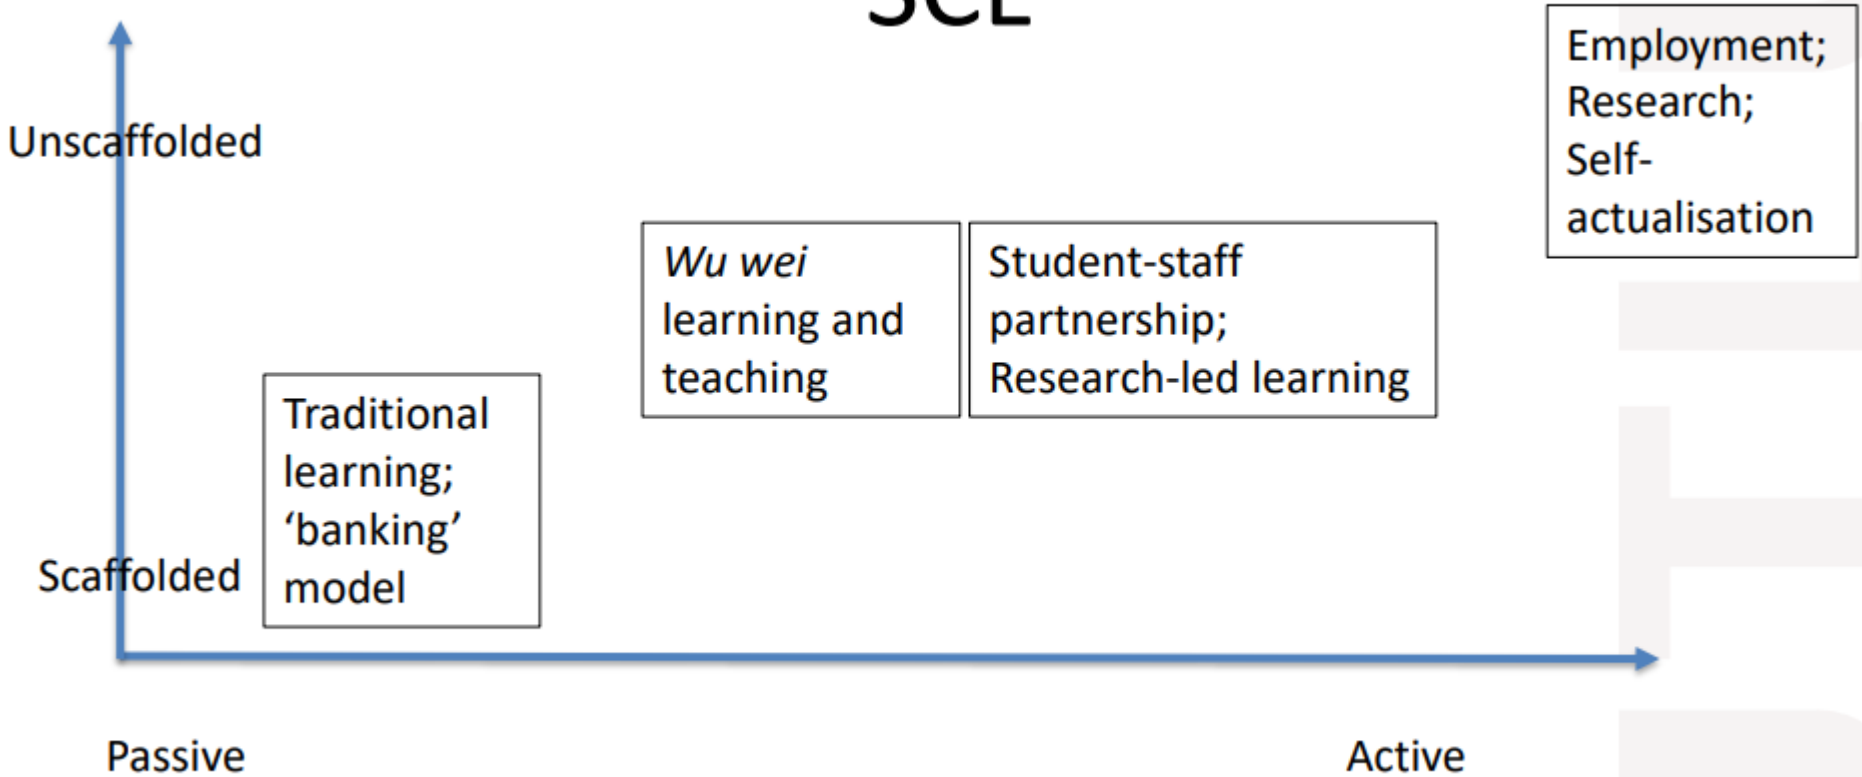 SCL
Employment;
Research;
Self-
actualisation
Unscaffolded
Wu wei
learning and
teaching
Student-staff
partnership;
Research-led learning
Traditional
learning;
‘banking’
model
Scaffolded
Passive
Active